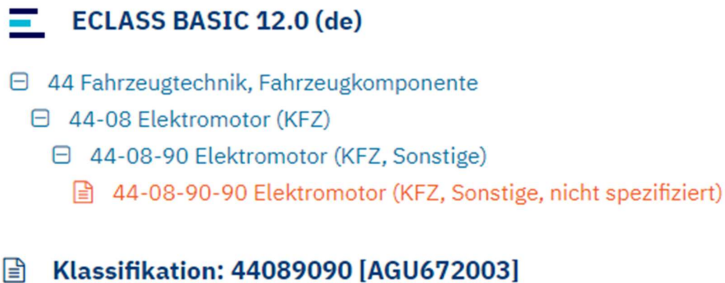 ECLASS BASIC 12.0 (de)
44 Fahrzeugtechnik, Fahrzeugkomponente
44-08 Elektromotor (KFZ)
44-08-90 Elektromotor (KFZ, Sonstige)
44-08-90-90 Elektromotor (KFZ, Sonstige, nicht spezifiziert)
Klassifikation: 44089090 [AGU672003]